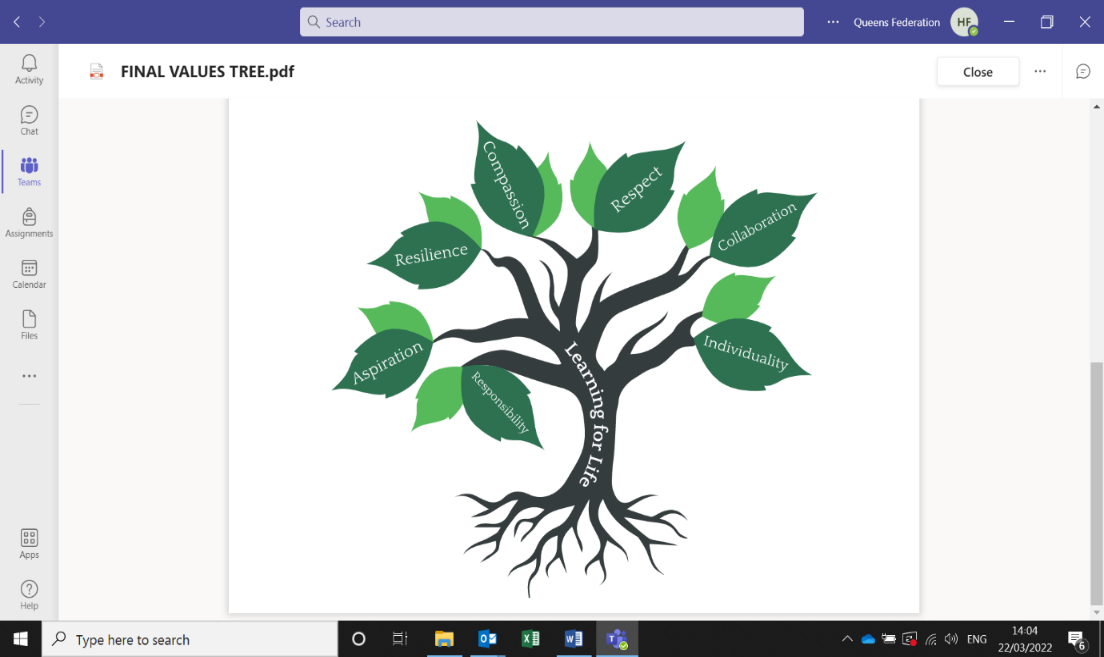 Search
Queens Federation
HF
Activity
Chat
Teams
Assignments
Calendar
Files
Apps
Help
FINAL VALUES TREE.pdf
Close
Compassion
Respect
Collaboration
Resilience
Individuality
Aspiration
Responsibility
Learning for Life
Type here to search
ENG
14:04
22/03/2022
6